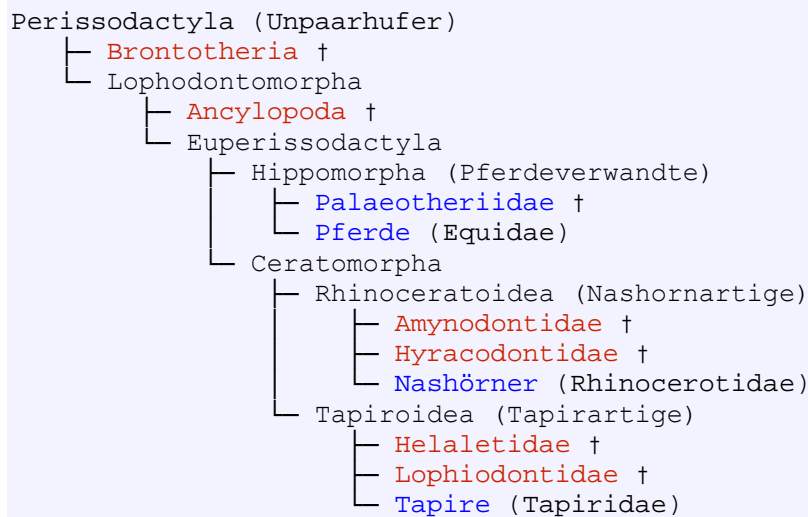 Perissodactyla (Unpaarhufer)
Brontotheria †
Lophodontomorpha
Ancylopoda †
Euperissodactyla
Hippomorpha (Pferdeverwandte)
Palaeotheriidae †
Pferde (Equidae)
Ceratomorpha
Rhinoceratoidea (Nashornartige)
Amynodontidae †
Hyracodontidae †
Nashörner (Rhinocerotidae)
Tapiroidea (Tapirartige)
Helaletidae †
Lophiodontidae †
Tapire (Tapiridae)